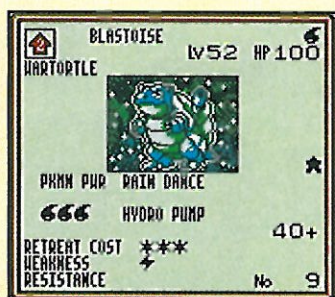 BLASTOISE
LV52 HP100
WARTORTLE
PKMN PWR RAIN DANCE
HYDRO PUMP
40+
RETREAT COST
WEAKNESS
RESISTANCE No 9